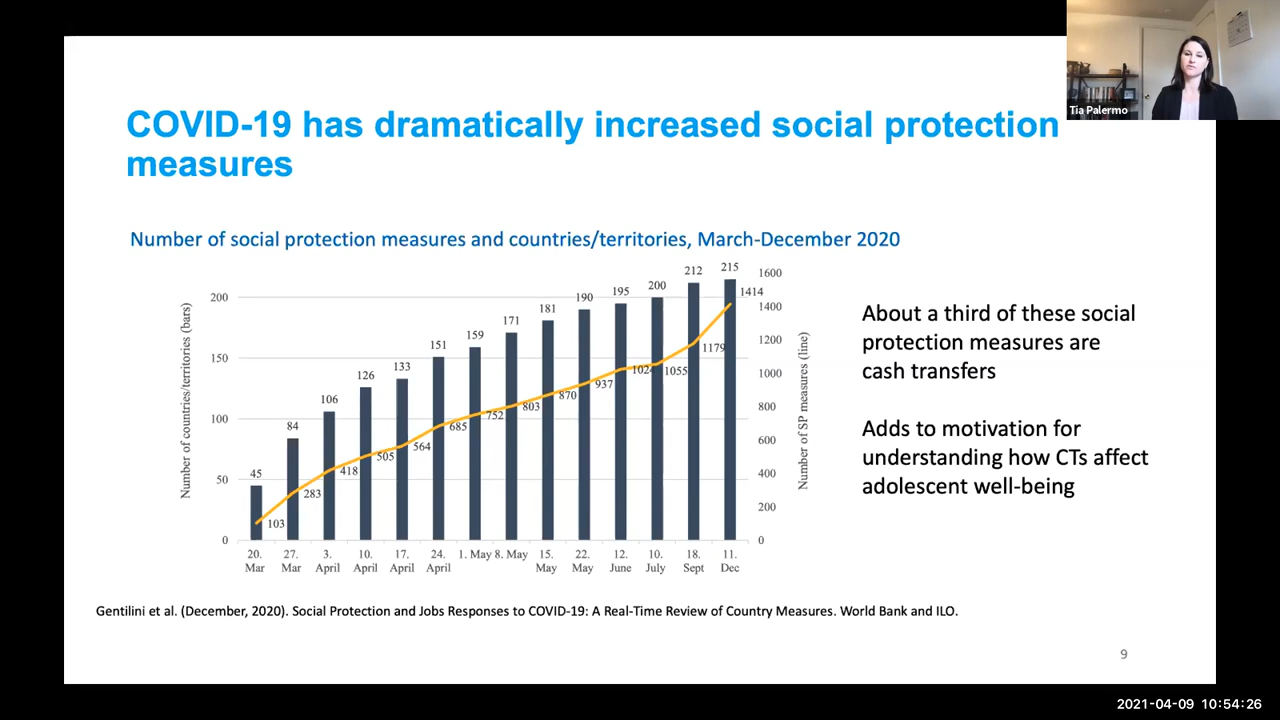 Tia Palermo
COVID-19 has dramatically increased social protection
measures
Number of social protection measures and countries/territories, March-December 2020
Number of countries/territories (bars)
200
150
100
50
0
45
84
106
126
133
151
159
171
181
190
195
200
212
215
103
283
418
505
564
685
752
803
870
937
1024
1055
1179
1414
1600
1400
1200
1000
800
600
400
200
0
Number of SP measures (line)
20. Mar
27. Mar
3. April
10. April
17. April
24. April
1. May
8. May
15. May
22. May
12. June
10. July
18. Sept
11. Dec
About a third of these social
protection measures are
cash transfers
Adds to motivation for
understanding how CTs affect
adolescent well-being
Gentilini et al. (December, 2020). Social Protection and Jobs Responses to COVID-19: A Real-Time Review of Country Measures. World Bank and ILO.
9
2021-04-09 10:54:26